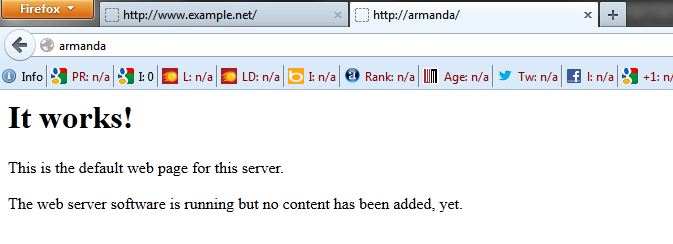 Firefox
http://www.example.net/
http://armanda/
armanda
Info PR: n/a I: 0 L: n/a LD: n/a I: n/a Rank: n/a Age: n/a Tw: n/a I: n/a +1: n/
It works!
This is the default web page for this server.
The web server software is running but no content has been added, yet.